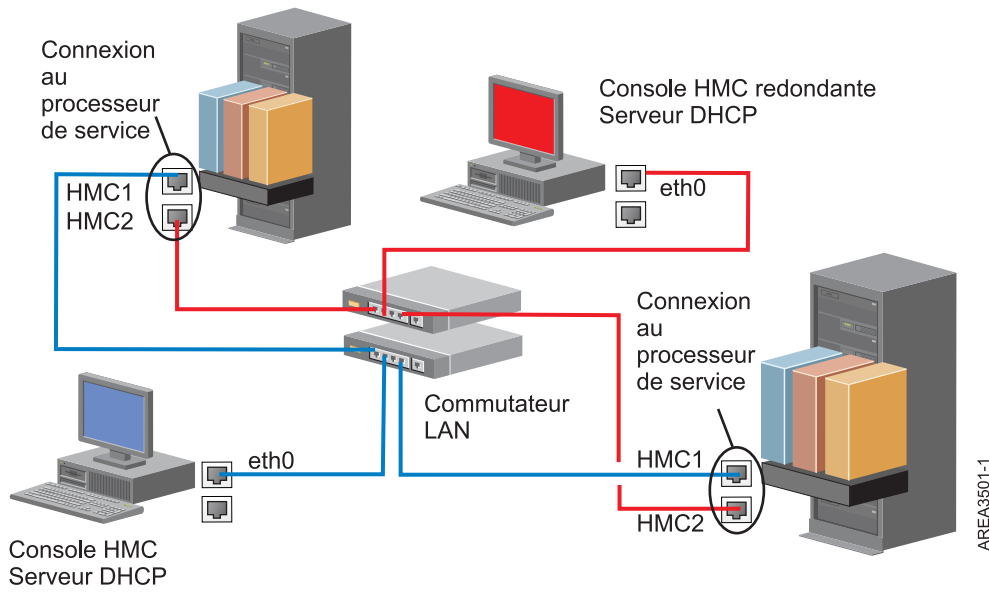 Connexion
au
processeur
de service
HMC1
HMC2
Console HMC redondante
Serveur DHCP
eth0
Connexion
au
processeur
de service
HMC1
HMC2
Commutateur
LAN
eth0
Console HMC
Serveur DHCP
AREA3501-1